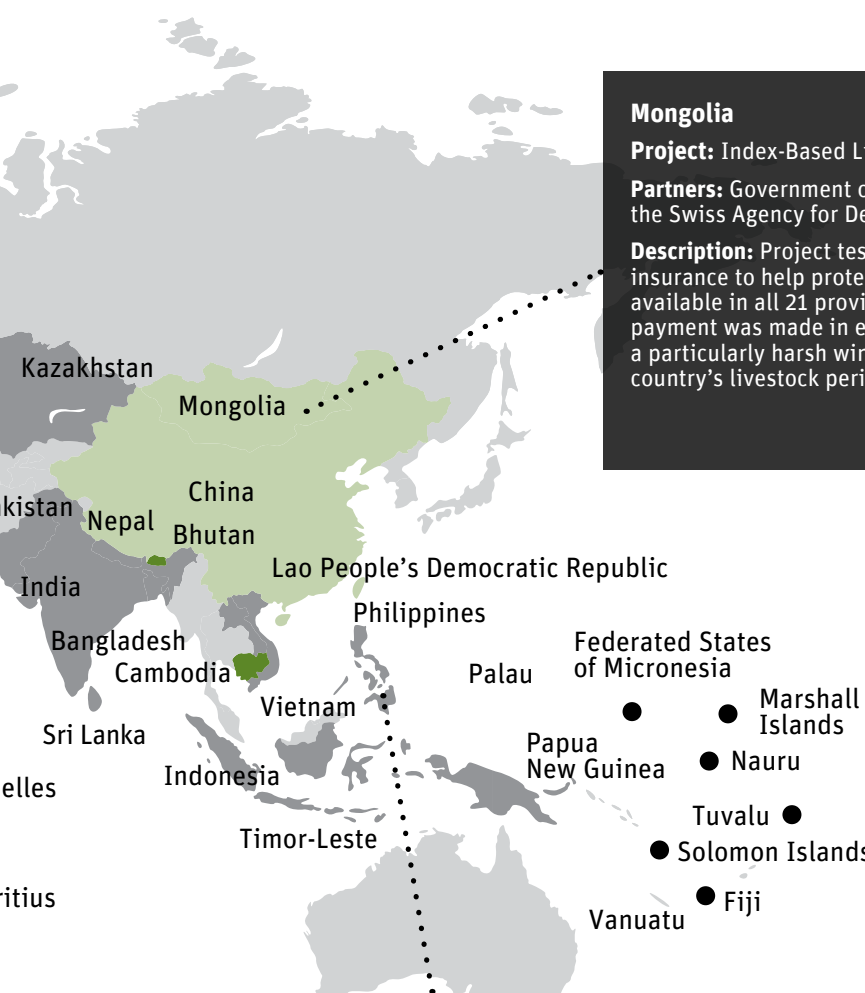 Mongolia
Project: Index-Based Li
Partners: Government o
the Swiss Agency for De
Description: Project tes
insurance to help prote
available in all 21 provi
payment was made in e
a particularly harsh win
country’s livestock peri
Kazakhstan
Mongolia
China
kistan
Nepal
Bhutan
Lao People’s Democratic Republic
India
Philippines
Bangladesh
Federated States
of Micronesia
Cambodia
Palau
Vietnam
Marshall
Islands
Sri Lanka
Papua
New Guinea
Nauru
Indonesia
elles
Tuvalu
Timor-Leste
Solomon Islands
ritius
Fiji
Vanuatu